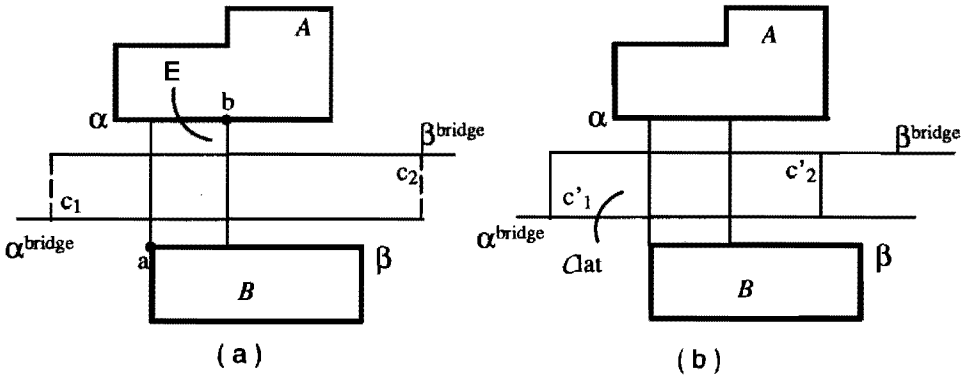 A
E
b
α
β^bridge
c₁
c₂
α^bridge
a
β
B
(a)
A
α
β^bridge
c'₁
c'₂
α^bridge
Clat
β
B
(b)